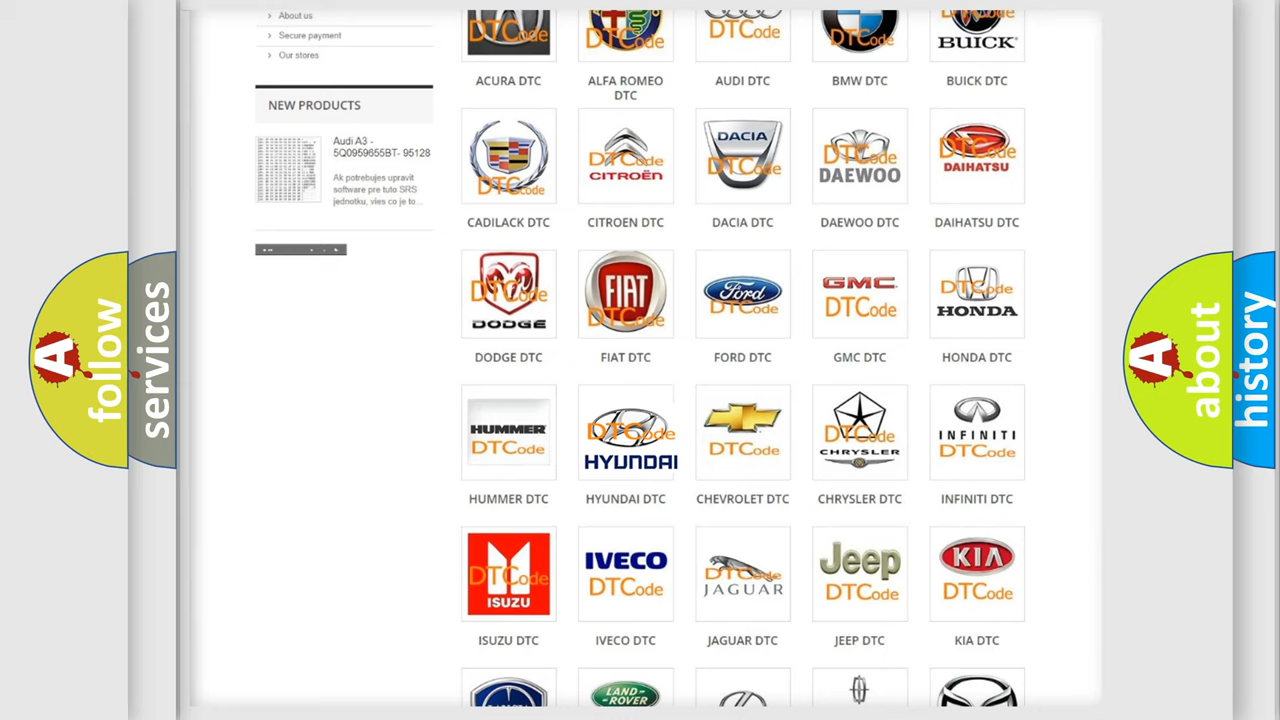 About us
Secure payment
Our stores
NEW PRODUCTS
Audi A3 -
5Q0959655BT- 95128
Ak potrebujes upravit
software pre tuto SRS
jednotku, vies co je to...
DTCode DTCode DTCode DTCode BUICK
ACURA DTC ALFA ROMEO DTC AUDI DTC BMW DTC BUICK DTC
DTCode DTCode CITROËN DACIA DTCode DTCode DAEWOO DTCode DAIHATSU
CADILACK DTC CITROEN DTC DACIA DTC DAEWOO DTC DAIHATSU DTC
DTCode DODGE FIAT DTCode Ford DTCode GMC DTCode DTCode HONDA
DODGE DTC FIAT DTC FORD DTC GMC DTC HONDA DTC
HUMMER DTCode DTCode HYUNDAI DTCode DTCode CHRYSLER INFINITI DTCode
HUMMER DTC HYUNDAI DTC CHEVROLET DTC CHRYSLER DTC INFINITI DTC
DTCode ISUZU IVECO DTCode DTCode JAGUAR Jeep DTCode KIA DTCode
ISUZU DTC IVECO DTC JAGUAR DTC JEEP DTC KIA DTC
LAND-
ROVER
A follow
services
A about
history